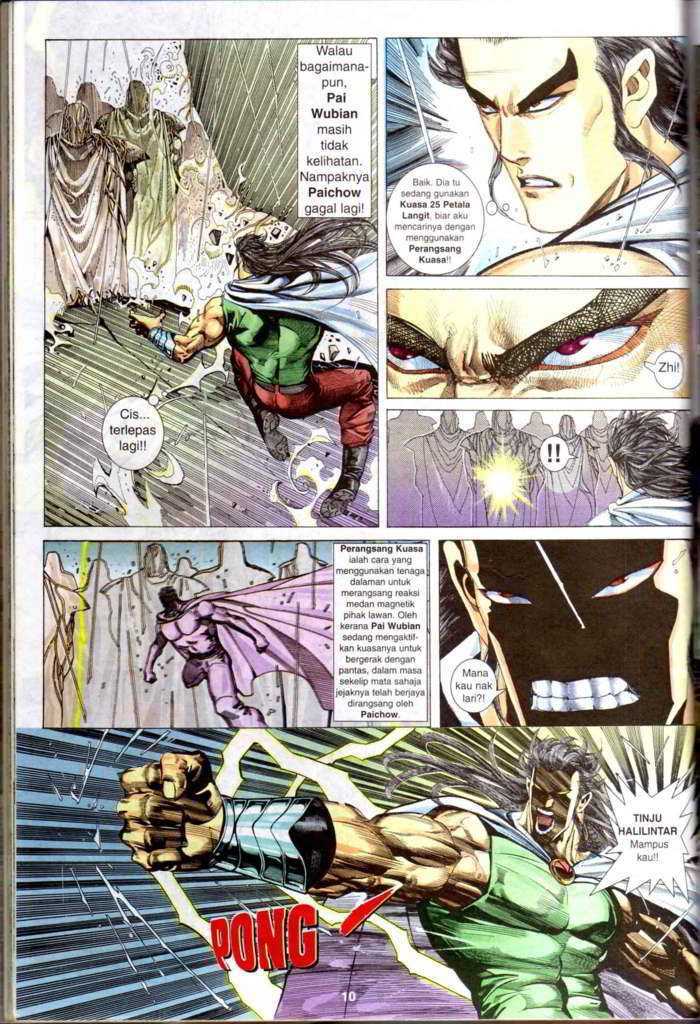 Walau
bagaimana-
pun,
Pai
Wubian
masih
tidak
kelihatan.
Nampaknya
Paichow
gagal lagi!
Cis...
terlepas
lagi!!
Baik. Dia tu
sedang gunakan
Kuasa 25 Petala
Langit, biar aku
mencarinya dengan
menggunakan
Perangsang
Kuasa!!
Zhi!
!!
Perangsang Kuasa
ialah cara yang
menggunakan tenaga
dalaman untuk
merangsang reaksi
medan magnetik
pihak lawan. Oleh
kerana Pai Wubian
sedang mengaktif-
kan kuasanya untuk
bergerak dengan
pantas, dalam masa
sekelip mata sahaja
jejaknya telah berjaya
dirangsang oleh
Paichow.
Mana
kau nak
lari?!
TINJU
HALILINTAR
Mampus
kau!!
PONG
10